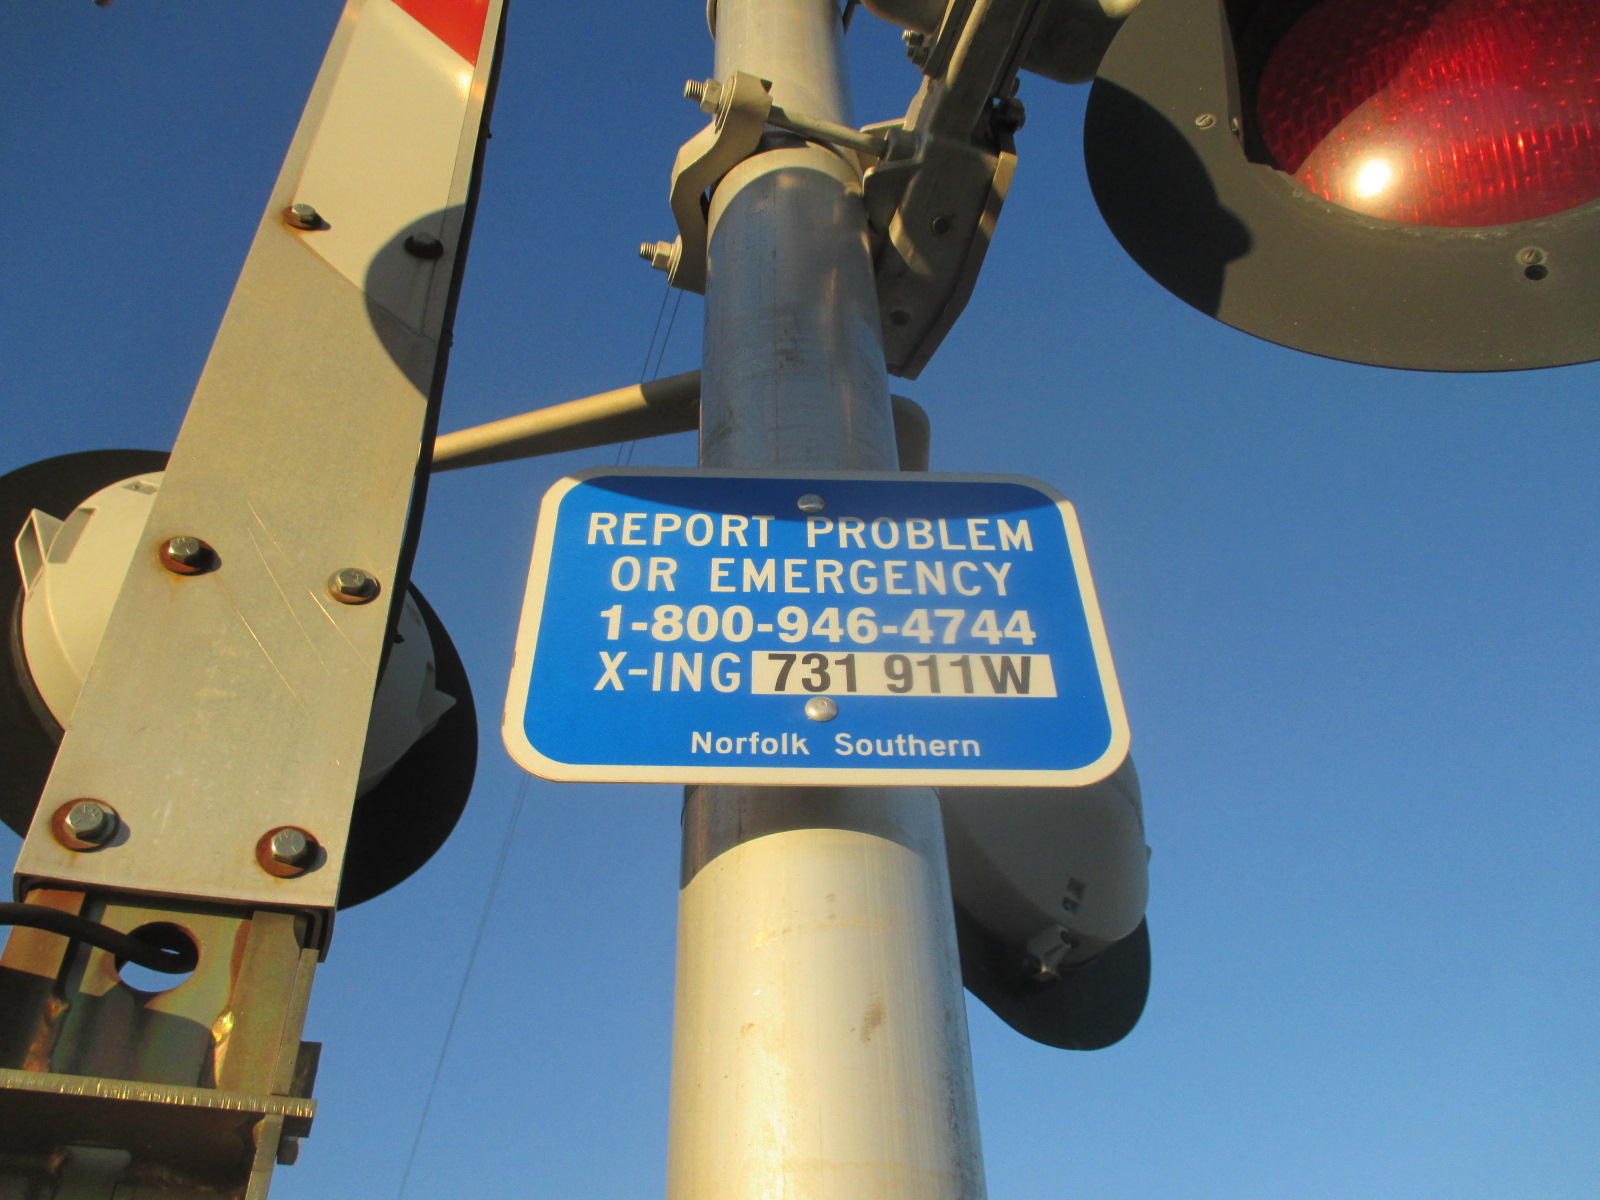 REPORT PROBLEM
OR EMERGENCY
1-800-946-4744
X-ING 731 911W
Norfolk Southern